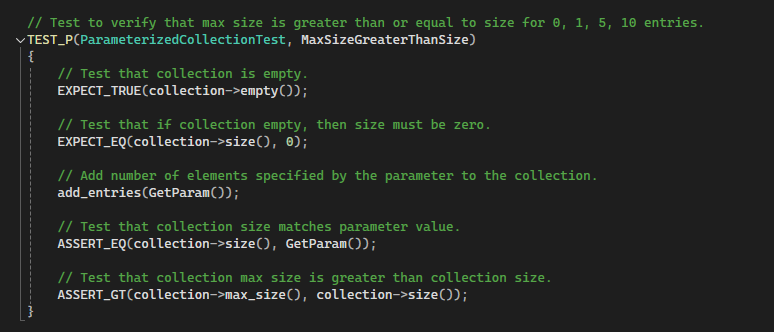 // Test to verify that max size is greater than or equal to size for 0, 1, 5, 10 entries.
TEST_P(ParameterizedCollectionTest, MaxSizeGreaterThanSize)
{
// Test that collection is empty.
EXPECT_TRUE(collection->empty());
// Test that if collection empty, then size must be zero.
EXPECT_EQ(collection->size(), 0);
// Add number of elements specified by the parameter to the collection.
add_entries(GetParam());
// Test that collection size matches parameter value.
ASSERT_EQ(collection->size(), GetParam());
// Test that collection max size is greater than collection size.
ASSERT_GT(collection->max_size(), collection->size());
}